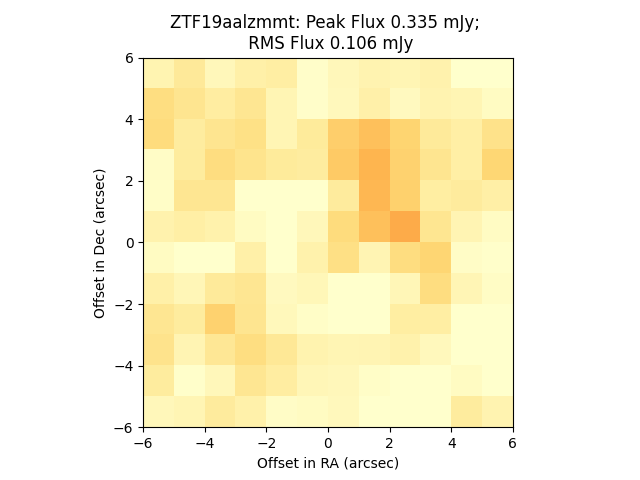 ZTF19aalzmmt: Peak Flux 0.335 mJy;
RMS Flux 0.106 mJy
6
4
2
0
−2
−4
−6
Offset in Dec (arcsec)
−6 −4 −2 0 2 4 6
Offset in RA (arcsec)